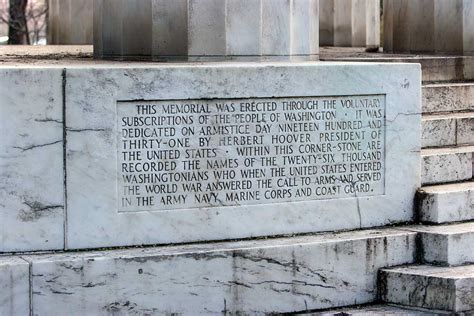 THIS MEMORIAL WAS ERECTED THROUGH THE VOLUNTARY
SUBSCRIPTIONS OF THE PEOPLE OF WASHINGTON · IT WAS
DEDICATED ON ARMISTICE DAY NINETEEN HUNDRED AND
THIRTY-ONE BY HERBERT HOOVER PRESIDENT OF
THE UNITED STATES · WITHIN THIS CORNER-STONE ARE
RECORDED THE NAMES OF THE TWENTY-SIX THOUSAND
WASHINGTONIANS WHO WHEN THE UNITED STATES ENTERED
THE WORLD WAR ANSWERED THE CALL TO ARMS AND SERVED
IN THE ARMY NAVY, MARINE CORPS AND COAST GUARD.